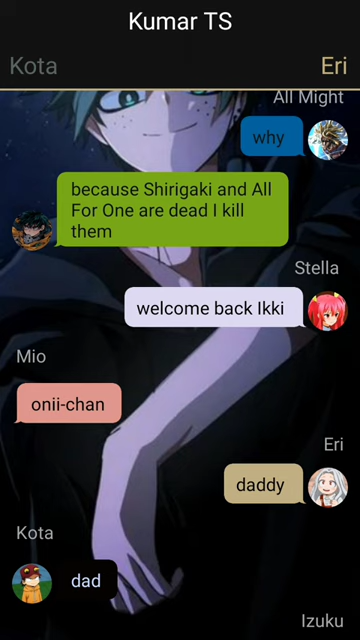 Kumar TS
Kota
Eri
All Might
why
because Shirigaki and All
For One are dead I kill
them
Stella
welcome back Ikki
Mio
onii-chan
Eri
daddy
Kota
dad
Izuku